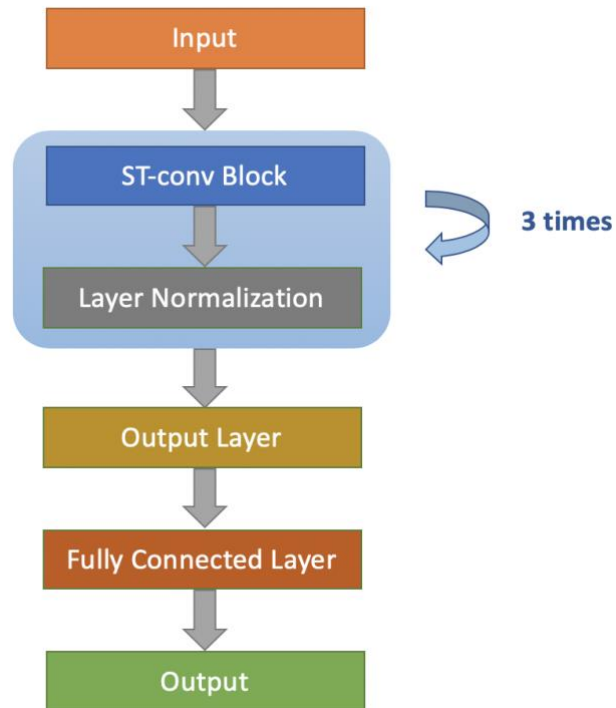 Input
ST-conv Block
3 times
Layer Normalization
Output Layer
Fully Connected Layer
Output